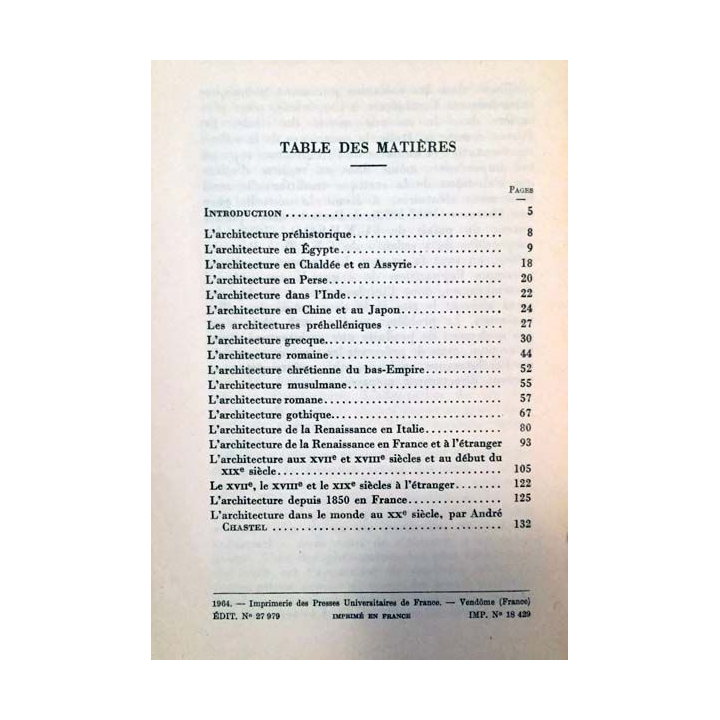 TABLE DES MATIÈRES
PAGES
INTRODUCTION .................................... 5
L'architecture préhistorique......................... 8
L'architecture en Égypte........................... 9
L'architecture en Chaldée et en Assyrie............... 18
L'architecture en Perse............................. 20
L'architecture dans l'Inde.......................... 22
L'architecture en Chine et au Japon................. 24
Les architectures préhelléniques ................... 27
L'architecture grecque............................. 30
L'architecture romaine............................. 44
L'architecture chrétienne du bas-Empire............. 52
L'architecture musulmane.......................... 55
L'architecture romane.............................. 57
L'architecture gothique............................ 67
L'architecture de la Renaissance en Italie............. 80
L'architecture de la Renaissance en France et à l'étranger 93
L'architecture aux XVIIe et XVIIIe siècles et au début du
XIXe siècle...................................... 105
Le XVIIe, le XVIIIe et le XIXe siècles à l'étranger........ 122
L'architecture depuis 1850 en France................ 125
L'architecture dans le monde au XXe siècle, par André
CHASTEL ...................................... 132
1964. — Imprimerie des Presses Universitaires de France. — Vendôme (France)
ÉDIT. N° 27 979 IMPRIMÉ EN FRANCE IMP. N° 18 429